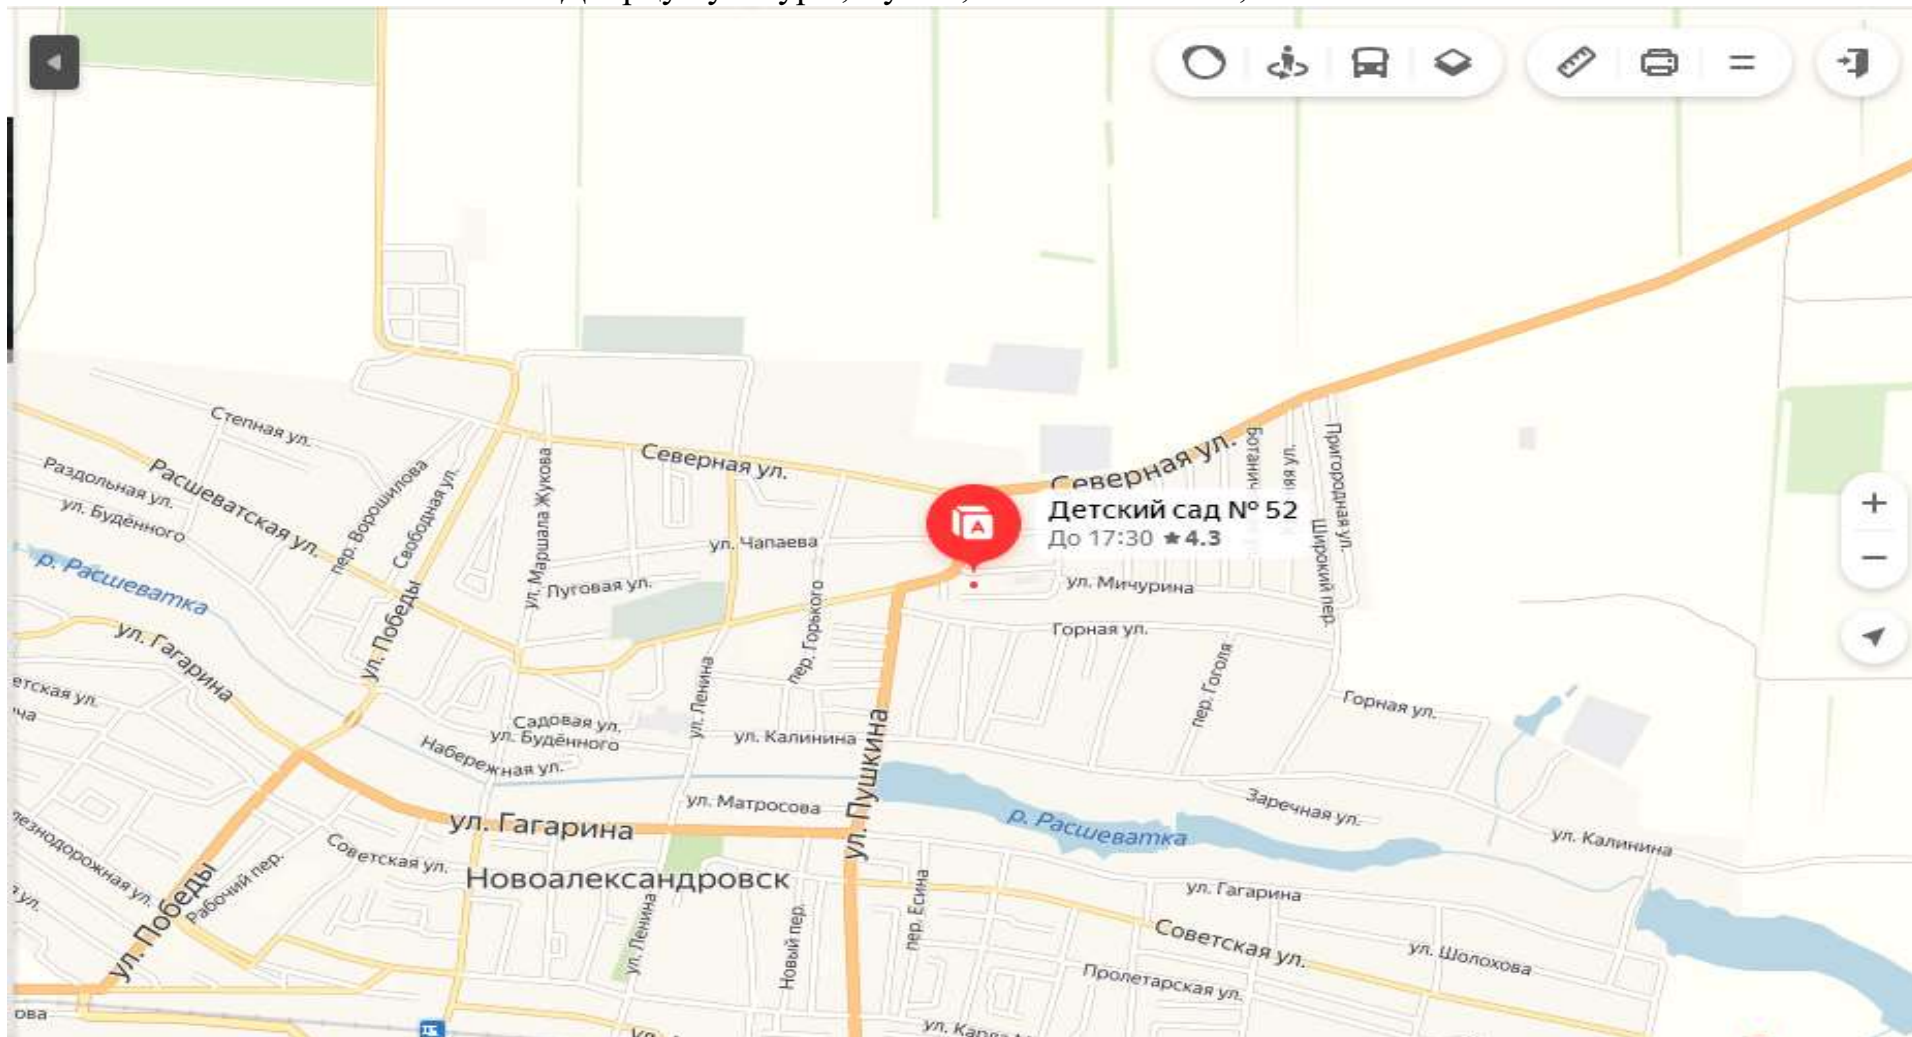 Степная ул.
Северная ул.
Северная ул.
Пригородная ул.
Раздольная ул.
Расшеватская ул.
пер. Ворошилова
Свободная ул.
ул. Маршала Жукова
ул. Будённого
Детский сад № 52
До 17:30 ★ 4.3
ул. Чапаева
Широкий пер.
р. Расшеватка
Луговая ул.
ул. Мичурина
ул. Победы
пер. Горького
Горная ул.
ул. Гагарина
ул. Ленина
пер. Гоголя
Горная ул.
Садовая ул.
ул. Будённого
ул. Калинина
ул. Пушкина
Набережная ул.
ул. Матросова
Заречная ул.
р. Расшеватка
ул. Гагарина
ул. Калинина
Советская ул.
Новоалександровск
ул. Гагарина
Рабочий пер.
ул. Победы
пер. Есина
ул. Ленина
Новый пер.
Советская ул.
ул. Шолохова
Пролетарская ул.